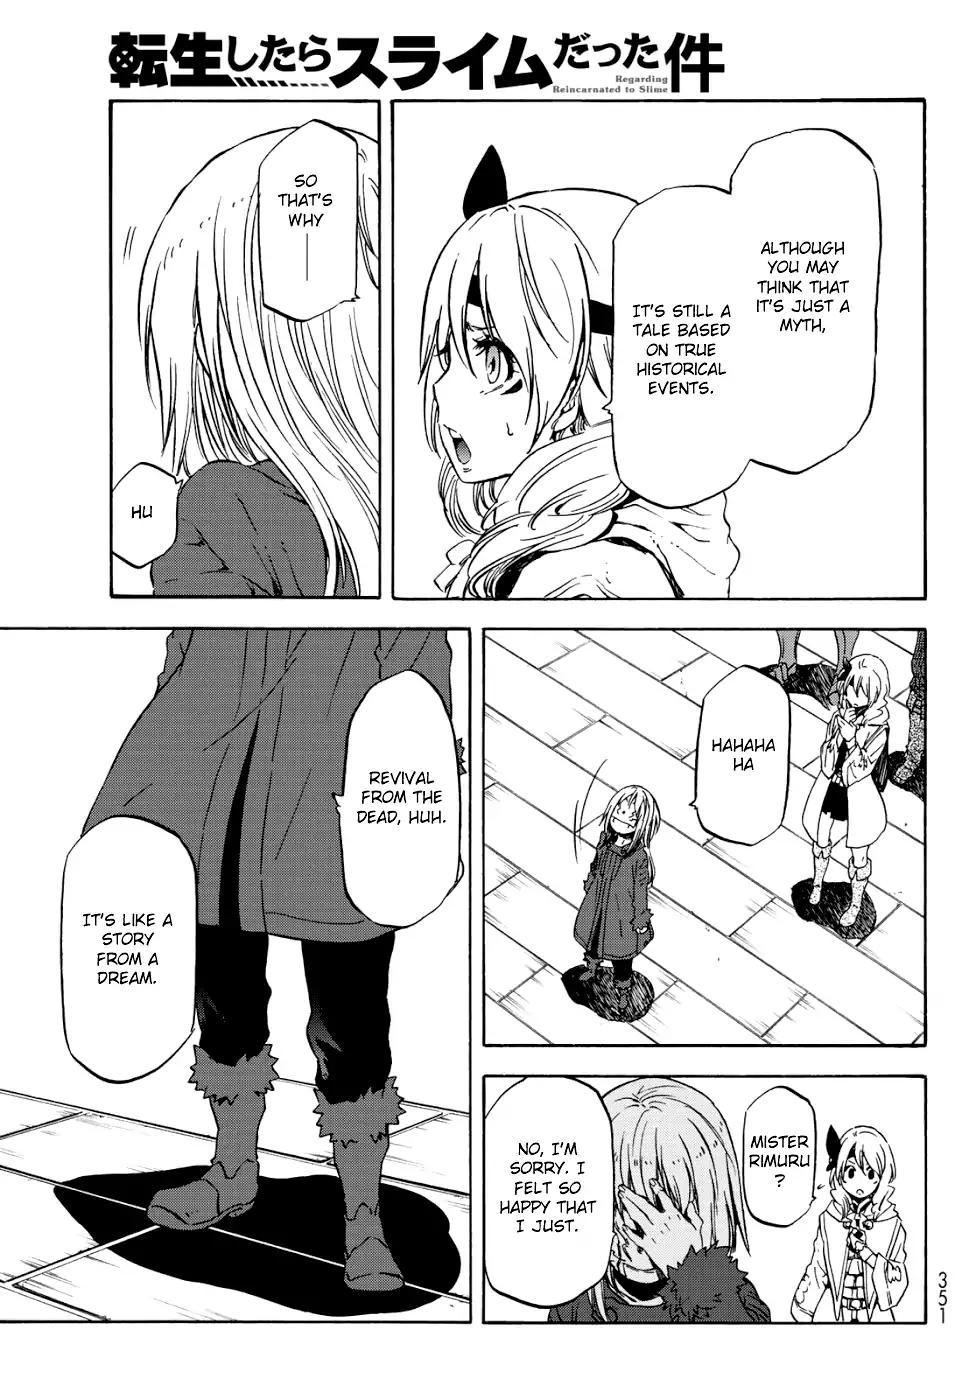 転生したらスライムだった件
Regarding
Reincarnated to Slime
ALTHOUGH
YOU MAY
THINK THAT
IT'S JUST A
MYTH,
IT'S STILL A
TALE BASED
ON TRUE
HISTORICAL
EVENTS.
SO
THAT'S
WHY
—
HU
HAHAHA
HA
REVIVAL
FROM THE
DEAD, HUH.
IT'S LIKE A
STORY
FROM A
DREAM.
MISTER
RIMURU
?
NO, I'M
SORRY. I
FELT SO
HAPPY THAT
I JUST.
351